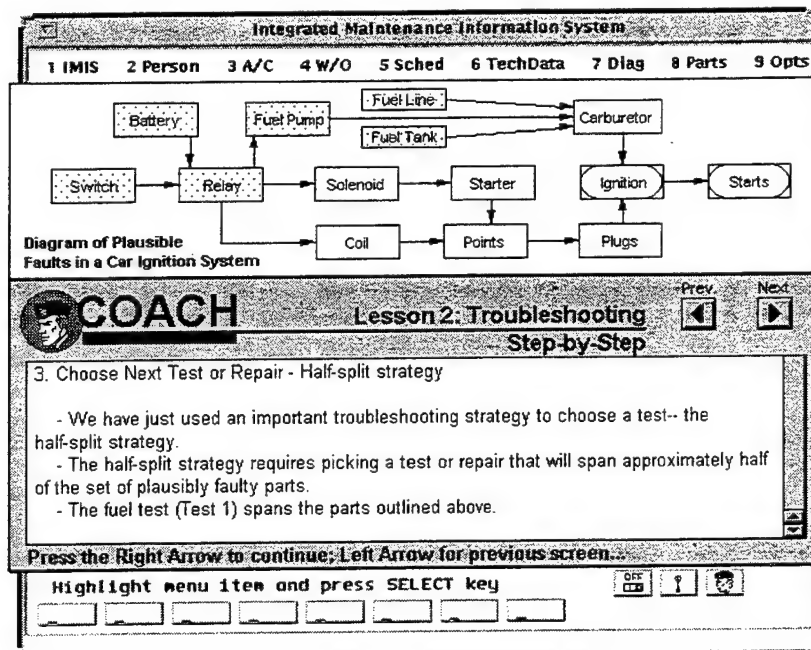 Integrated Maintenance Information System
1 IMIS 2 Person 3 A/C 4 W/O 5 Sched 6 TechData 7 Diag 8 Parts 9 Opts
Fuel Line
Battery Fuel Pump Carburetor
Fuel Tank
Switch Relay Solenoid Starter Ignition Starts
Diagram of Plausible
Faults in a Car Ignition System
Coil Points Plugs
COACH
Lesson 2: Troubleshooting
Step-by-Step
Prev. Next
3. Choose Next Test or Repair - Half-split strategy
- We have just used an important troubleshooting strategy to choose a test-- the
half-split strategy.
- The half-split strategy requires picking a test or repair that will span approximately half
of the set of plausibly faulty parts.
- The fuel test (Test 1) spans the parts outlined above.
Press the Right Arrow to continue; Left Arrow for previous screen...
Highlight menu item and press SELECT key
OFF